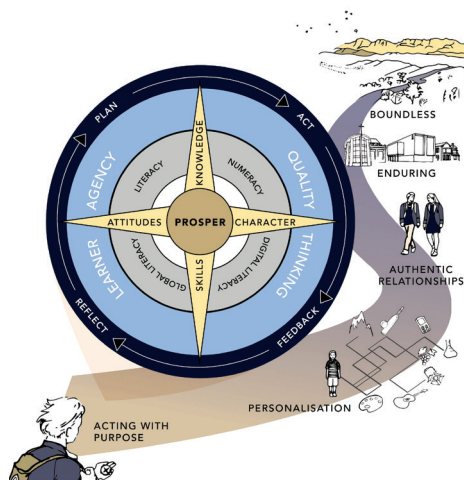 PLAN
ACT
FEEDBACK
REFLECT
LEARNER AGENCY
QUALITY THINKING
LITERACY
NUMERACY
DIGITAL LITERACY
GLOBAL LITERACY
KNOWLEDGE
ATTITUDES
PROSPER
CHARACTER
SKILLS
BOUNDLESS
ENDURING
AUTHENTIC
RELATIONSHIPS
PERSONALISATION
ACTING WITH
PURPOSE